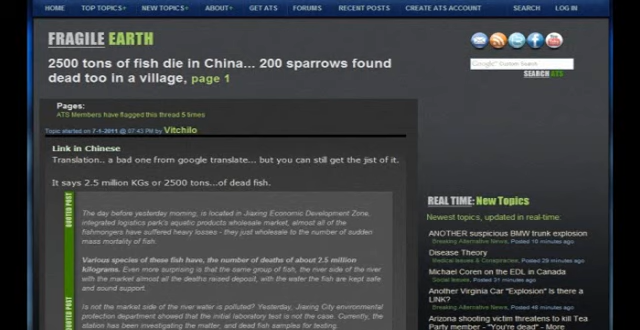 HOME TOP TOPICS+ NEW TOPICS+ ABOUT+ GET ATS FORUMS RECENT POSTS CREATE ATS ACCOUNT SEARCH LOG IN
FRAGILE EARTH
2500 tons of fish die in China... 200 sparrows found
dead too in a village, page 1
Google™ Custom Search
SEARCH ATS
Pages:
ATS Members have flagged this thread 5 times
Topic started on 7-1-2011 @ 07:43 PM by Vitchilo
Link in Chinese
Translation.. a bad one from google translate... but you can still get the jist of it.
It says 2.5 million KGs or 2500 tons...of dead fish.
QUOTED POST
The day before yesterday morning, is located in Jiaxing Economic Development Zone,
integrated logistics park's aquatic products wholesale market, almost all of the
fishmongers have suffered heavy losses - they just wholesale to the number of sudden
mass mortality of fish.
Various species of these fish have, the number of deaths of about 2.5 million
kilograms. Even more surprising is that the same group of fish, the river side of the river
with the market almost all the deaths raised deposit, with the water the fish are kept safe
and sound support.
Is not the market side of the river water is polluted? Yesterday, Jiaxing City environmental
protection department showed that the initial laboratory test is not the case. Currently, the
station has been investigating the matter, and dead fish samples for testing.
QUOTED POST
REAL TIME: New Topics
Newest topics, updated in real-time.
ANOTHER suspicious BMW trunk explosion
Breaking Alternative News, Posted 10 minutes ago
Disease Theory
Medical Issues & Conspiracies, Posted 29 minutes ago
Michael Coren on the EDL in Canada
Social Issues, 31 minutes ago
Another Virginia Car "Explosion" is there a
LINK?
Breaking Alternative News, Posted 46 minutes ago
Arizona shooting victim threatens to kill Tea
Party member - "You're dead" - More